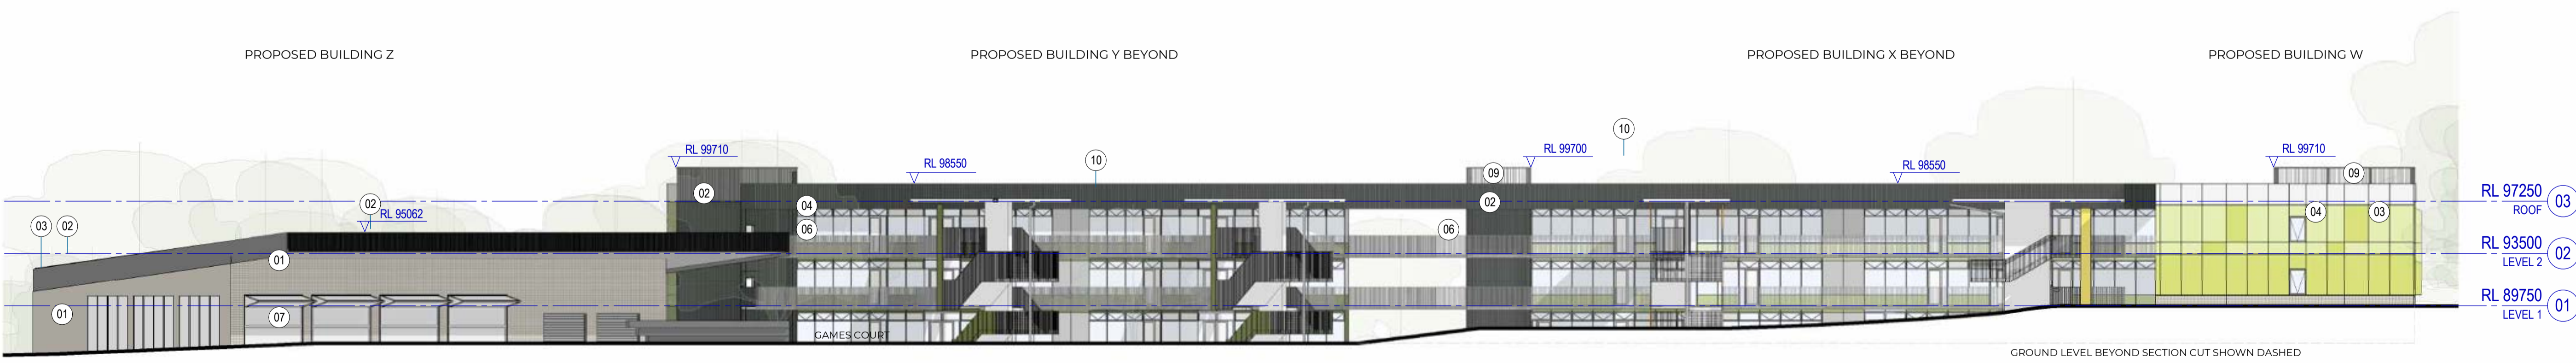 PROPOSED BUILDING Z
PROPOSED BUILDING Y BEYOND
PROPOSED BUILDING X BEYOND
PROPOSED BUILDING W
10
RL 99710
RL 98550
10
RL 99700
RL 98550
RL 99710
09
09
02
02
04
02
04
03
RL 97250
ROOF
03
02
RL 95062
03
02
06
06
01
RL 93500
LEVEL 2
02
01
07
RL 89750
LEVEL 1
01
GAMES COURT
GROUND LEVEL BEYOND SECTION CUT SHOWN DASHED